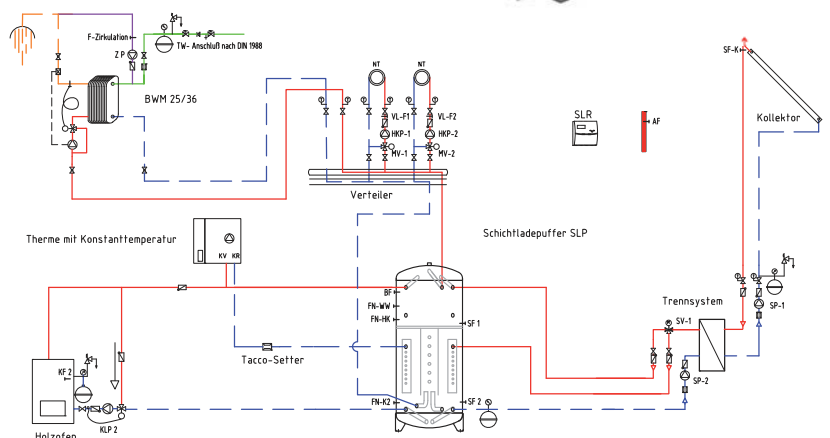 F-Zirkulation
Z P
TW- Anschluß nach DIN 1988
BWM 25/36
NT
NT
VL-F1
VL-F2
HKP-1
HKP-2
MV-1
MV-2
Verteiler
SLR
AF
SF-K
Kollektor
Therme mit Konstanttemperatur
KV
KR
Schichtladepuffer SLP
BF
FN-WW
FN-HK
SF 1
Trennsystem
SV-1
SP-1
SP-2
Tacco-Setter
KF 2
FN-K2
SF 2
KLP 2
Holzofen